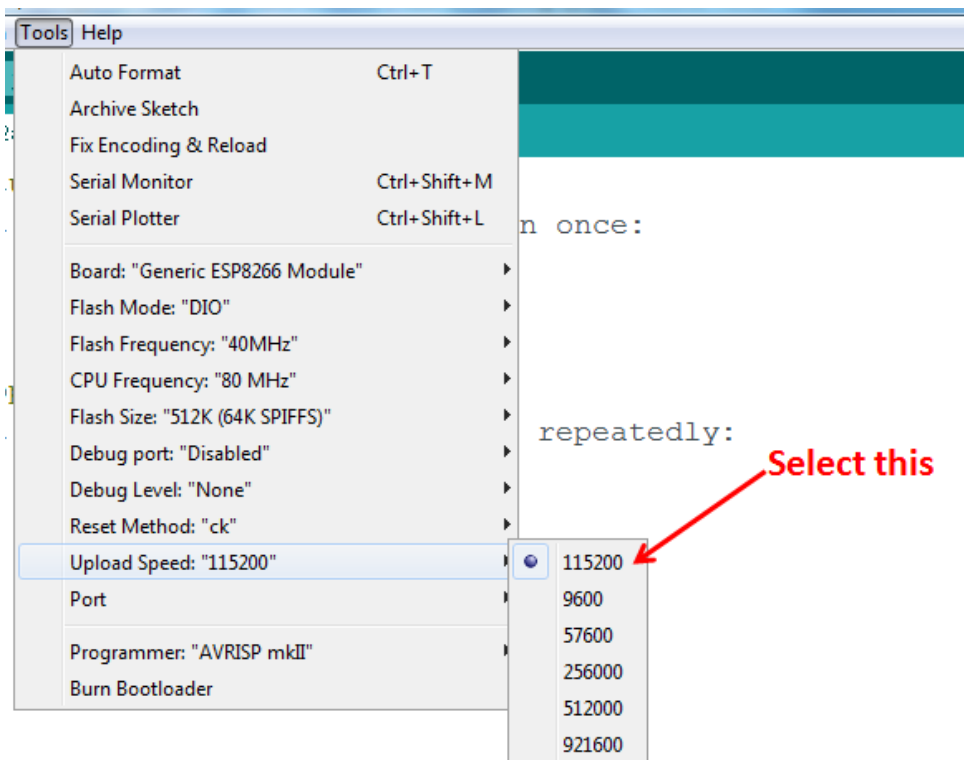 Tools Help
Auto Format Ctrl+T
Archive Sketch
Fix Encoding & Reload
Serial Monitor Ctrl+Shift+M
Serial Plotter Ctrl+Shift+L
n once:
Board: "Generic ESP8266 Module"
Flash Mode: "DIO"
Flash Frequency: "40MHz"
CPU Frequency: "80 MHz"
Flash Size: "512K (64K SPIFFS)"
repeatedly:
Debug port: "Disabled"
Select this
Debug Level: "None"
Reset Method: "ck"
Upload Speed: "115200"
115200
Port
9600
57600
Programmer: "AVRISP mkII"
256000
Burn Bootloader
512000
921600